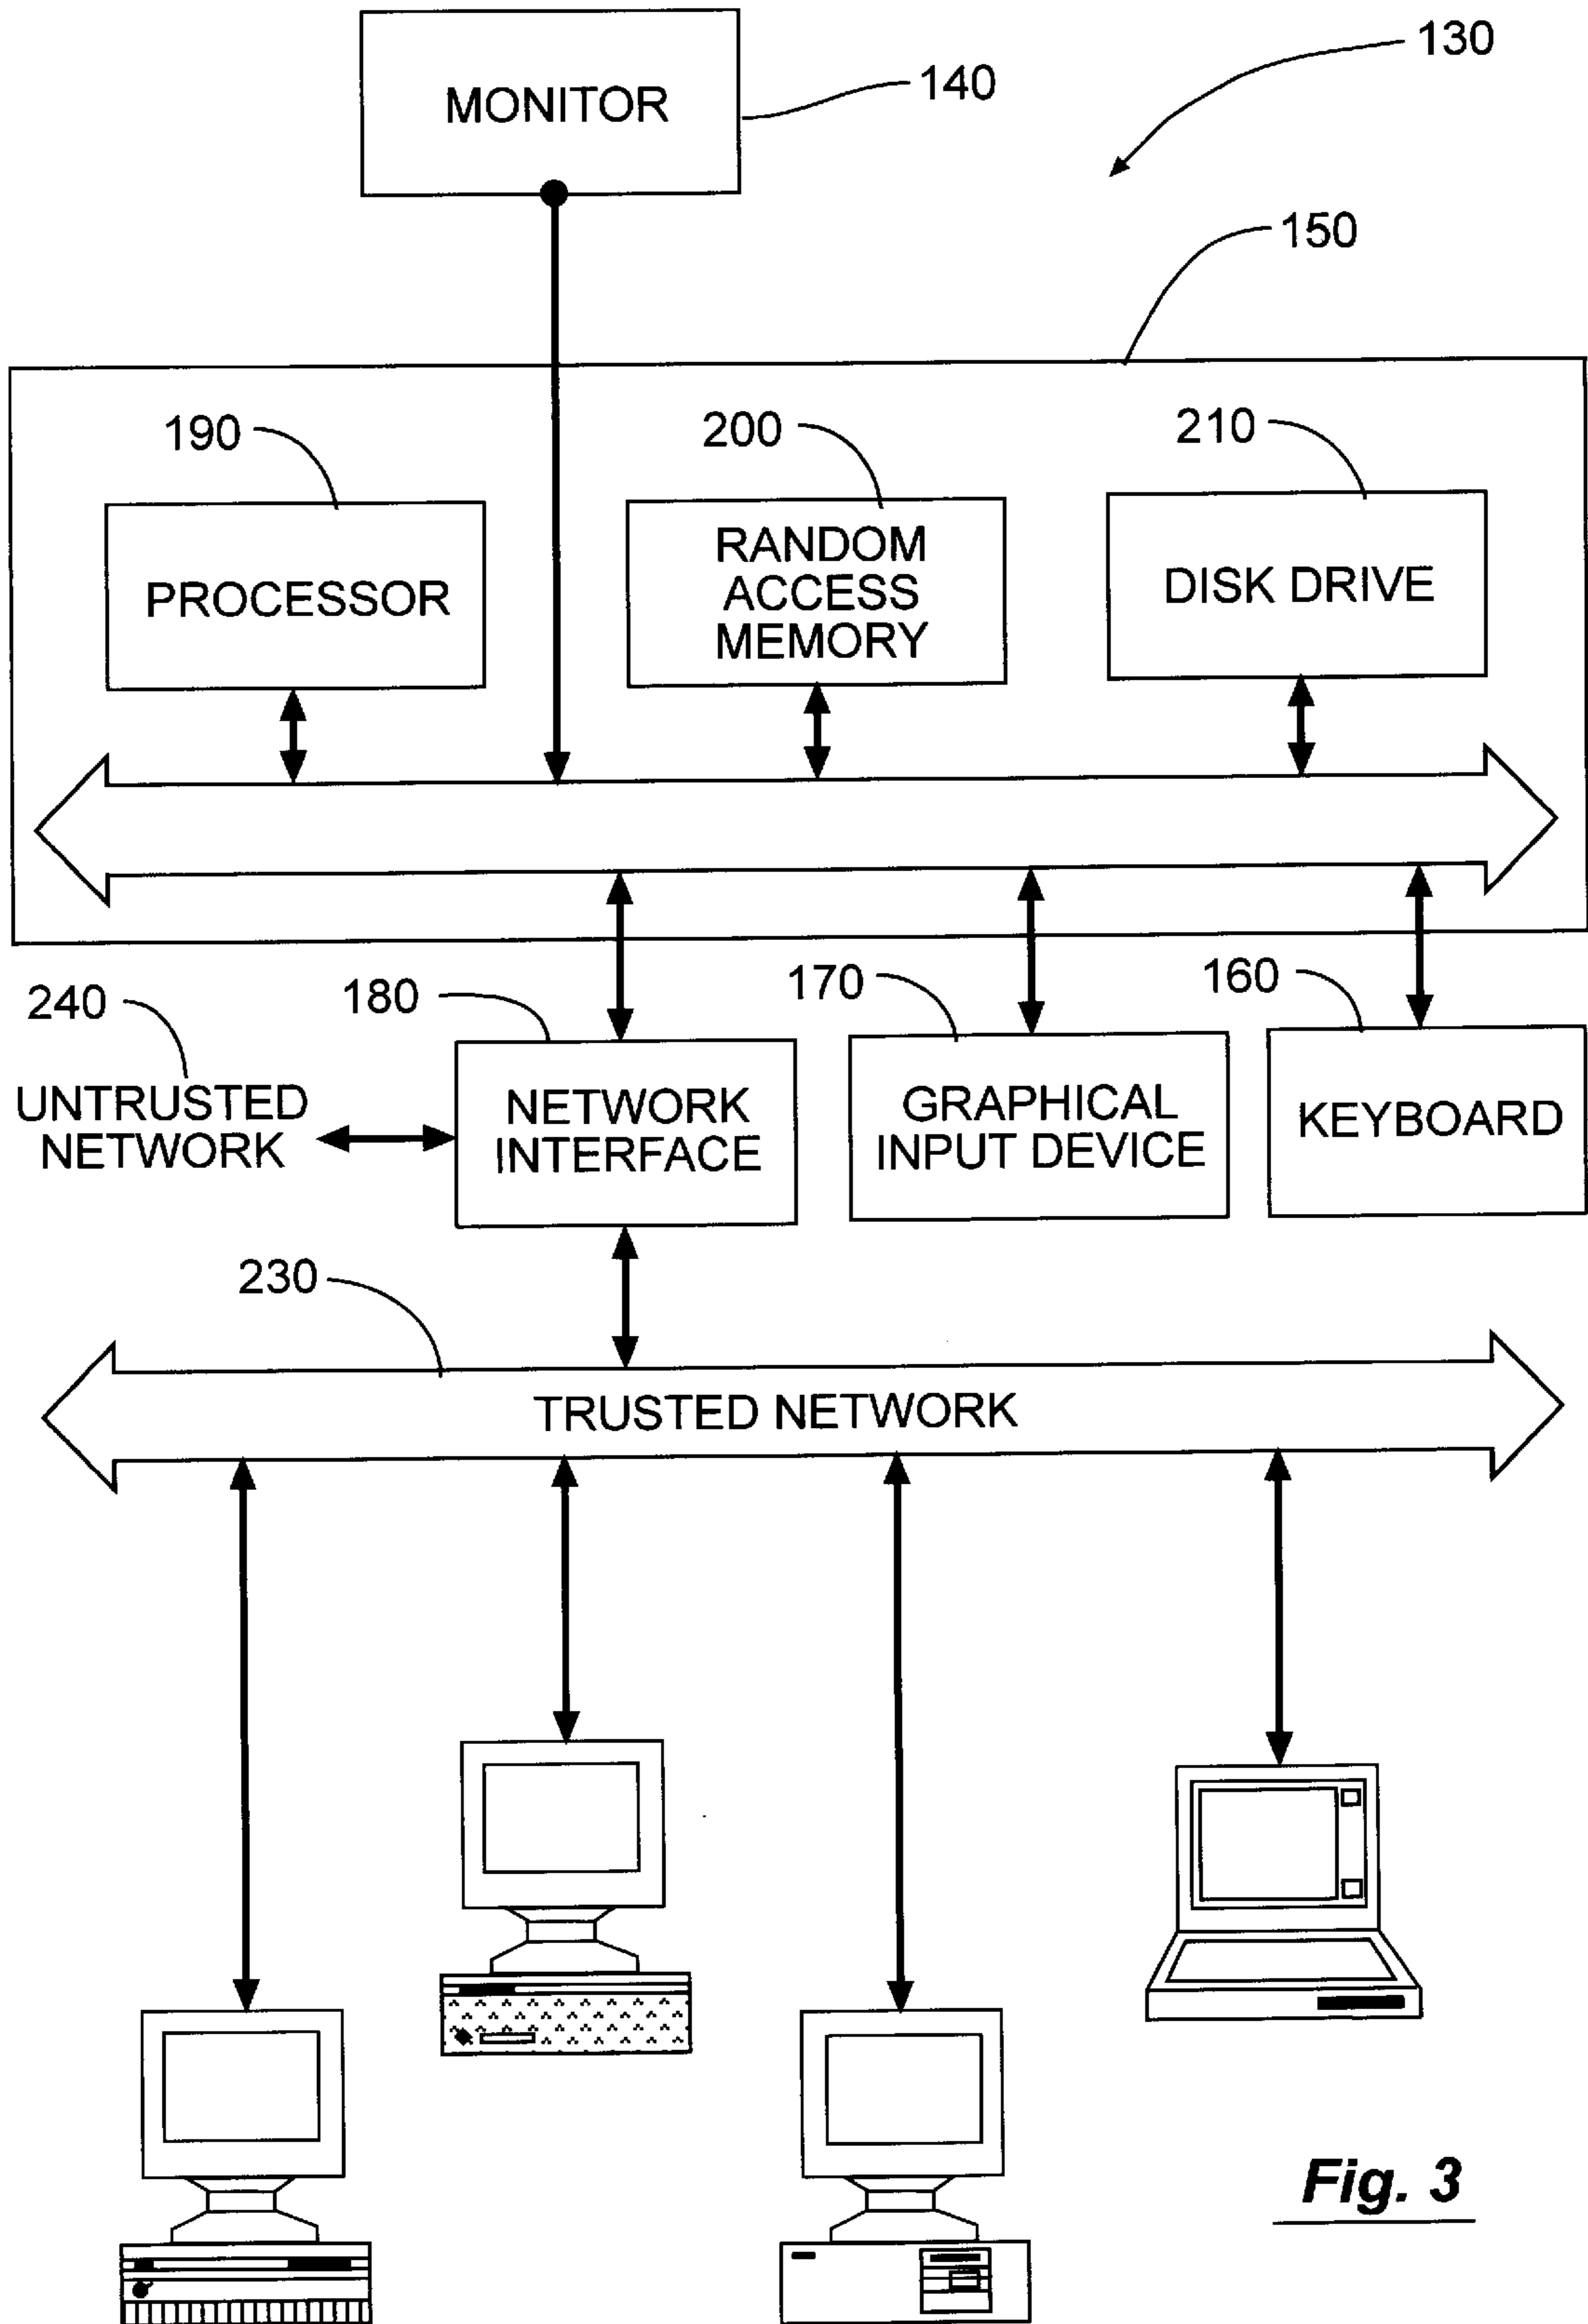 130
MONITOR
140
150
190
200
210
PROCESSOR
RANDOM
ACCESS
MEMORY
DISK DRIVE
240
180
170
160
UNTRUSTED
NETWORK
NETWORK
INTERFACE
GRAPHICAL
INPUT DEVICE
KEYBOARD
230
TRUSTED NETWORK
Fig. 3